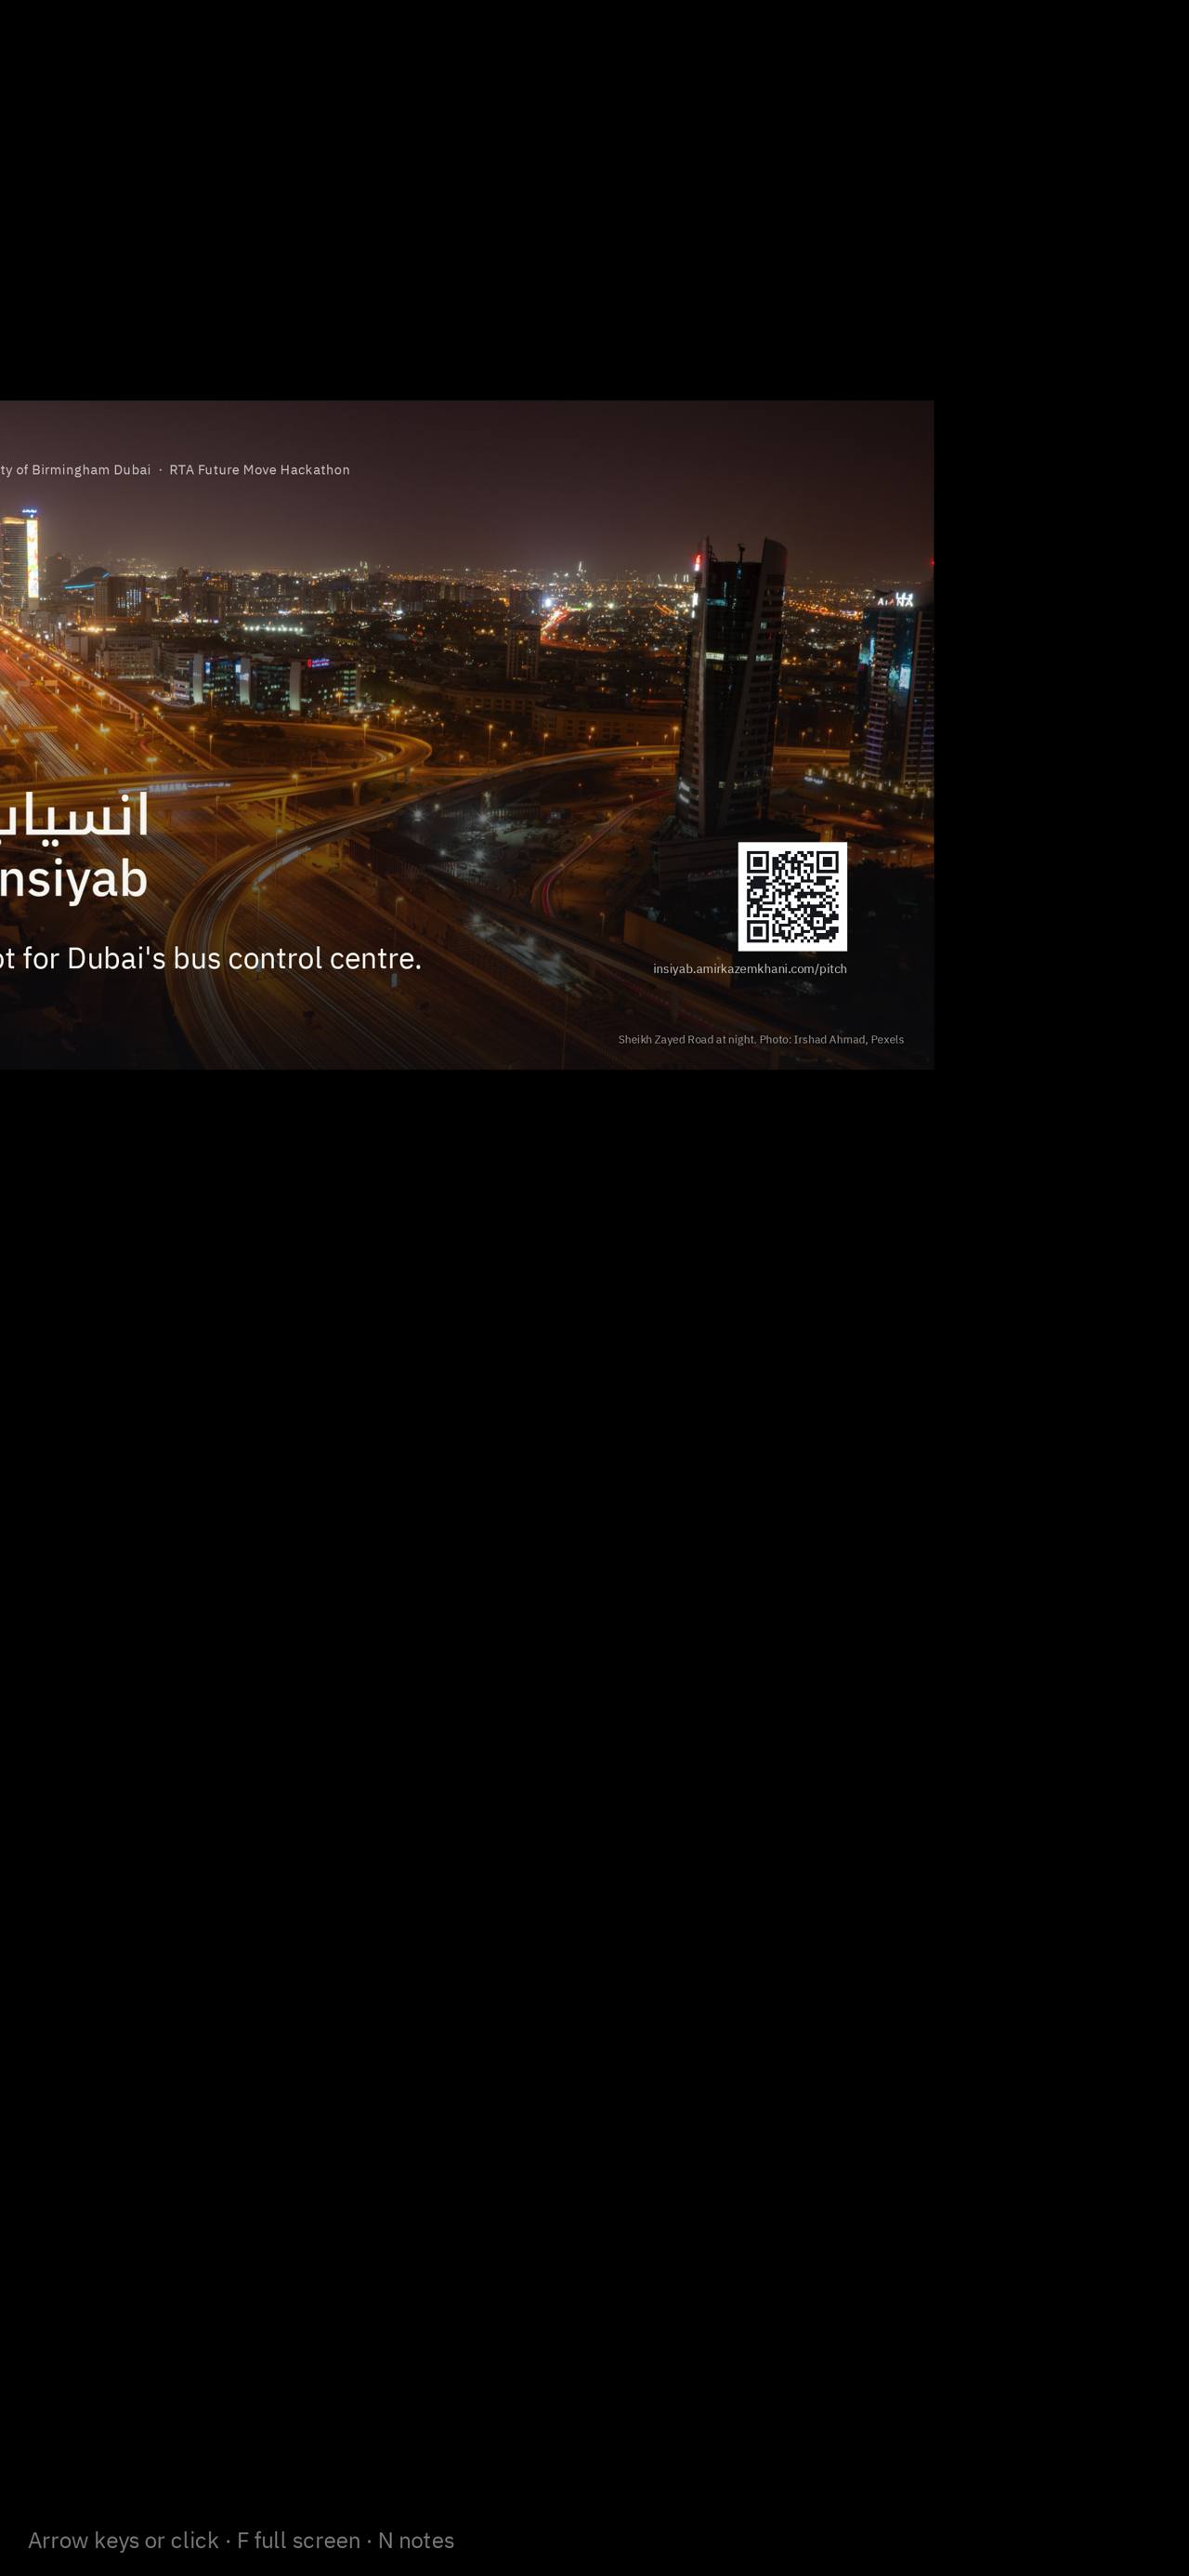 ty of Birmingham Dubai · RTA Future Move Hackathon
انسيا
nsiyab
t for Dubai's bus control centre.
insiyab.amirkazemkhani.com/pitch
Sheikh Zayed Road at night. Photo: Irshad Ahmad, Pexels
Arrow keys or click · F full screen · N notes